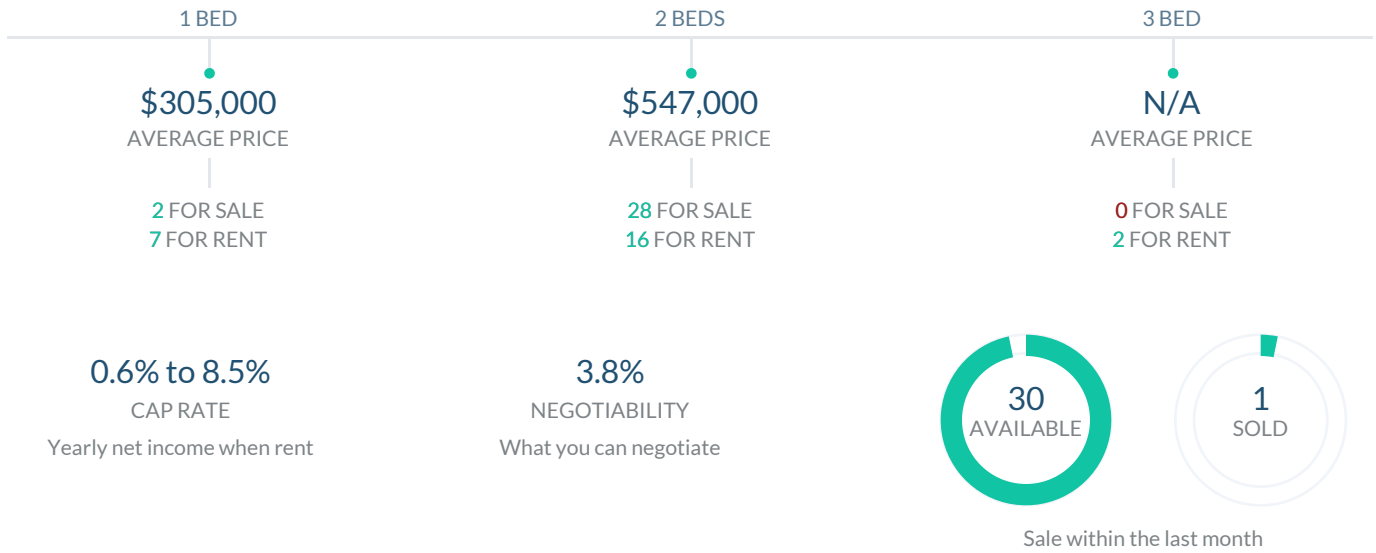 1 BED
2 BEDS
3 BED
$305,000
AVERAGE PRICE
2 FOR SALE
7 FOR RENT
$547,000
AVERAGE PRICE
28 FOR SALE
16 FOR RENT
N/A
AVERAGE PRICE
0 FOR SALE
2 FOR RENT
0.6% to 8.5%
CAP RATE
Yearly net income when rent
3.8%
NEGOTIABILITY
What you can negotiate
30
AVAILABLE
1
SOLD
Sale within the last month